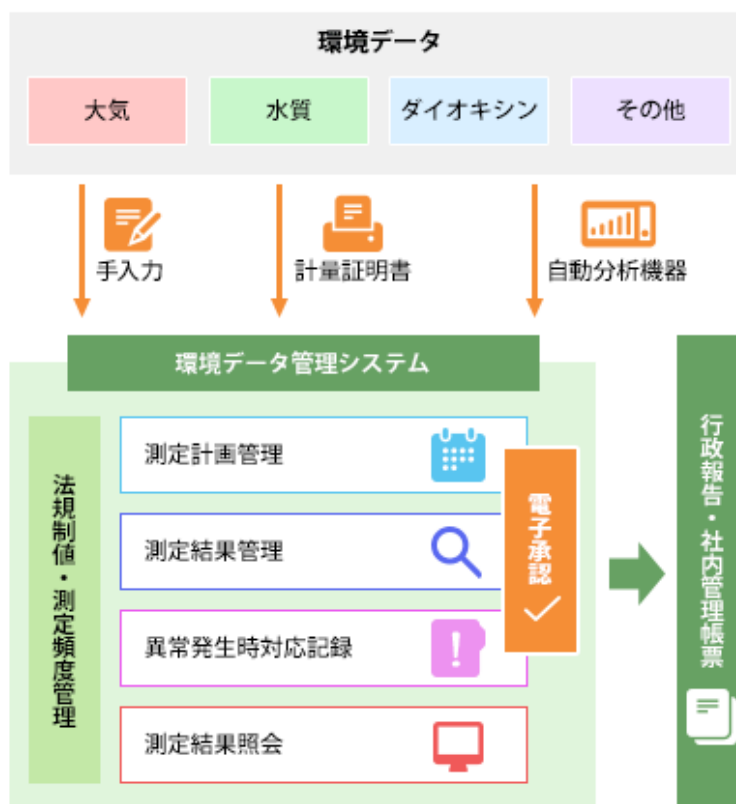 環境データ
大気
水質
ダイオキシン
その他
手入力
計量証明書
自動分析機器
環境データ管理システム
法規制値・測定頻度管理
測定計画管理
測定結果管理
異常発生時対応記録
測定結果照会
電子承認
行政報告・社内管理帳票